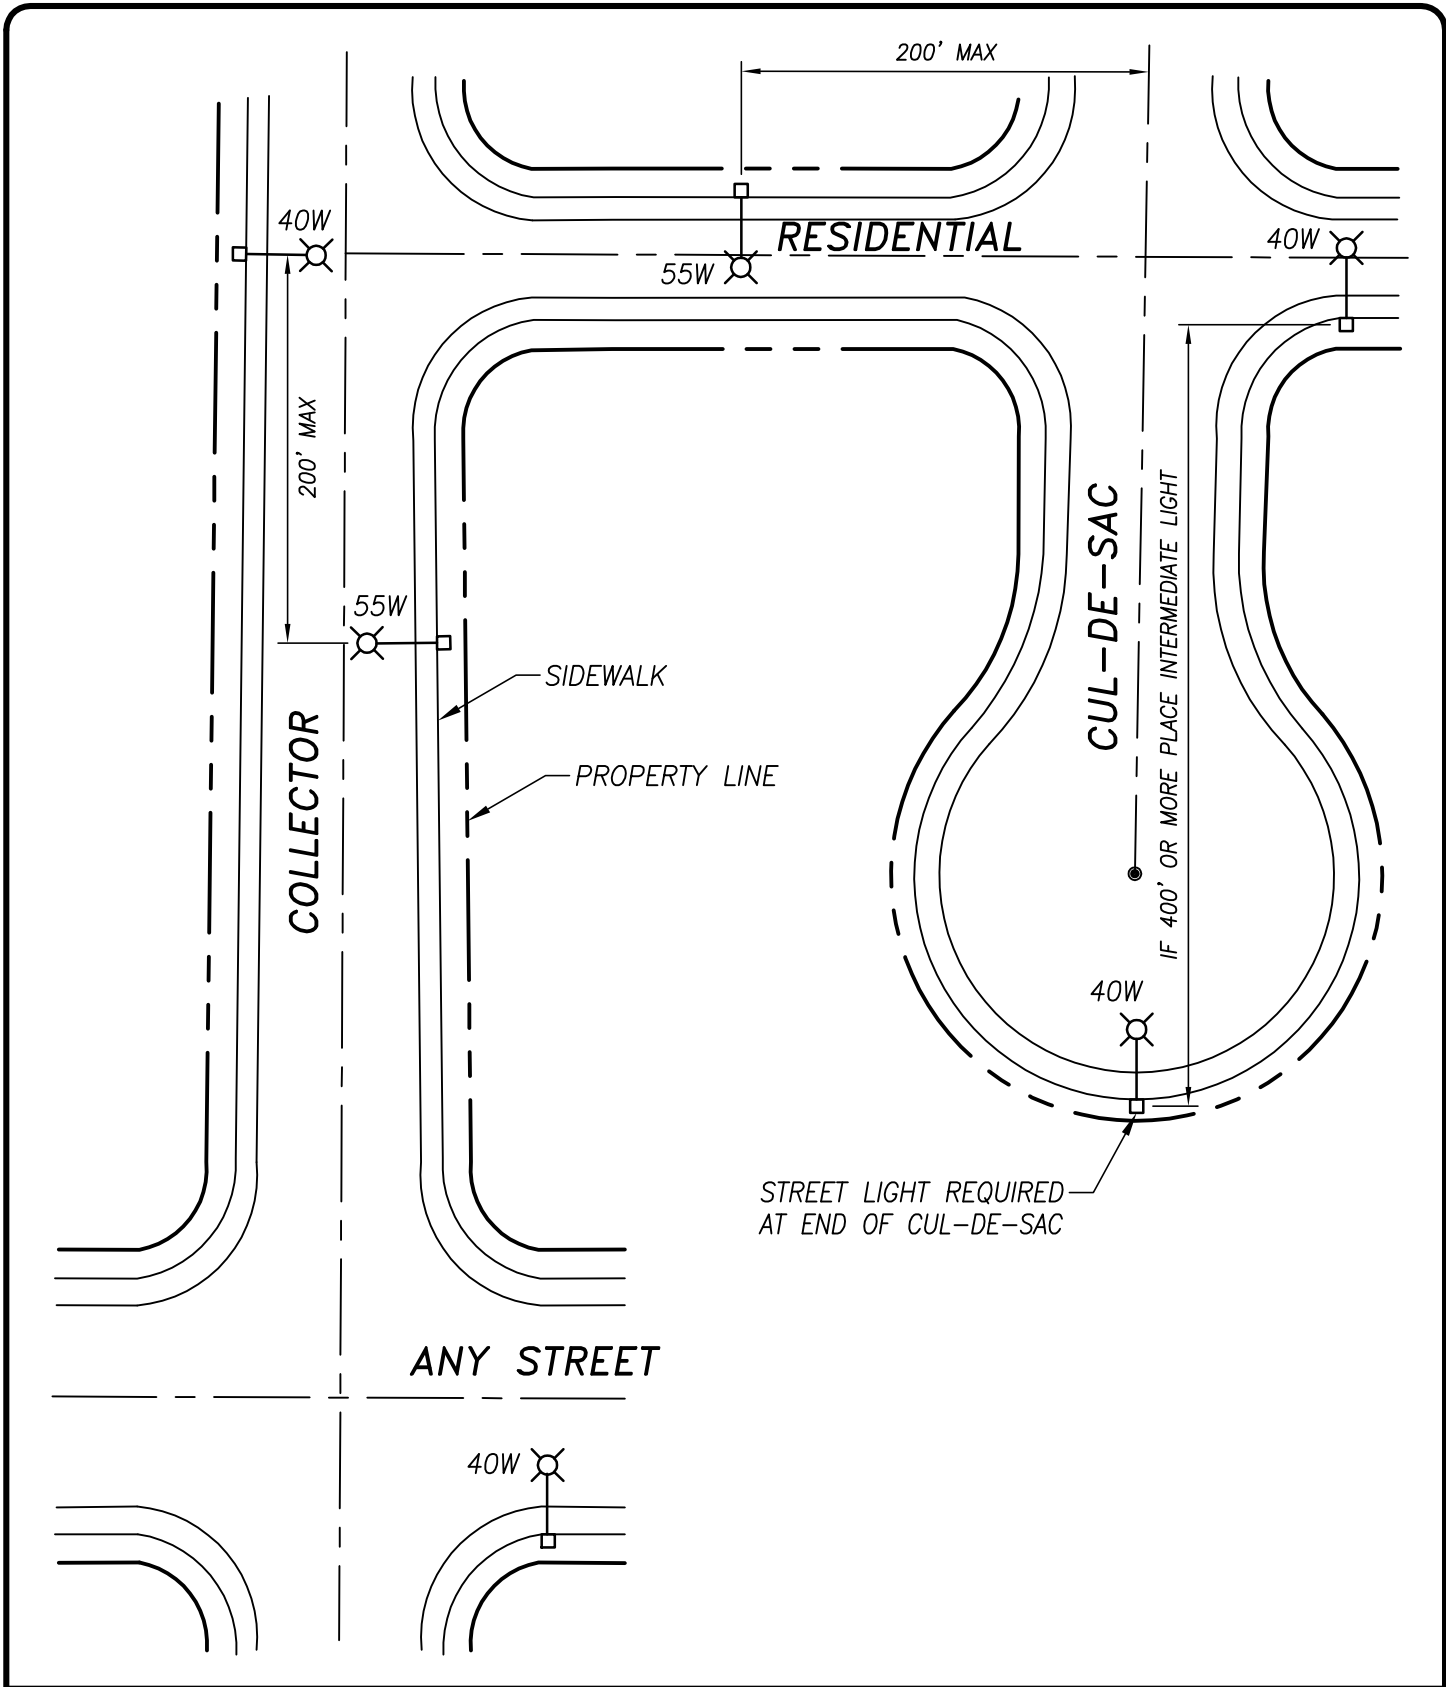 200' MAX
40W
RESIDENTIAL
40W
55W
200' MAX
55W
SIDEWALK
PROPERTY LINE
COLLECTOR
CUL-DE-SAC
IF 400' OR MORE PLACE INTERMEDIATE LIGHT
40W
STREET LIGHT REQUIRED
AT END OF CUL-DE-SAC
ANY STREET
40W